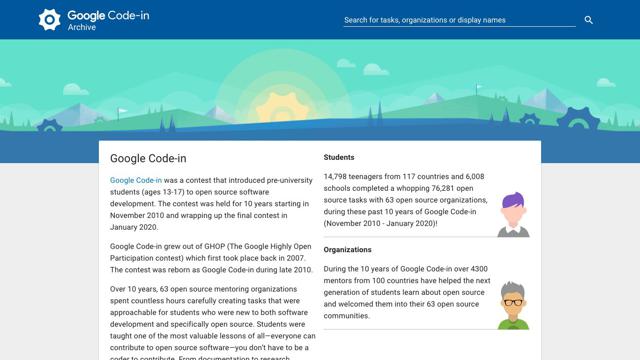 Google Code-in
Archive
Search for tasks, organizations or display names
Google Code-in
Google Code-in was a contest that introduced pre-university
students (ages 13-17) to open source software
development. The contest was held for 10 years starting in
November 2010 and wrapping up the final contest in
January 2020.
Google Code-in grew out of GHOP (The Google Highly Open
Participation contest) which first took place back in 2007.
The contest was reborn as Google Code-in during late 2010.
Over 10 years, 63 open source mentoring organizations
spent countless hours carefully creating tasks that were
approachable for students who were new to both software
development and specifically open source. Students were
taught one of the most valuable lessons of all—everyone can
contribute to open source software—you don't have to be a
coder to contribute. From documentation to research,
Students
14,798 teenagers from 117 countries and 6,008
schools completed a whopping 76,281 open
source tasks with 63 open source organizations,
during these past 10 years of Google Code-in
(November 2010 - January 2020)!
Organizations
During the 10 years of Google Code-in over 4300
mentors from 100 countries have helped the next
generation of students learn about open source
and welcomed them into their 63 open source
communities.